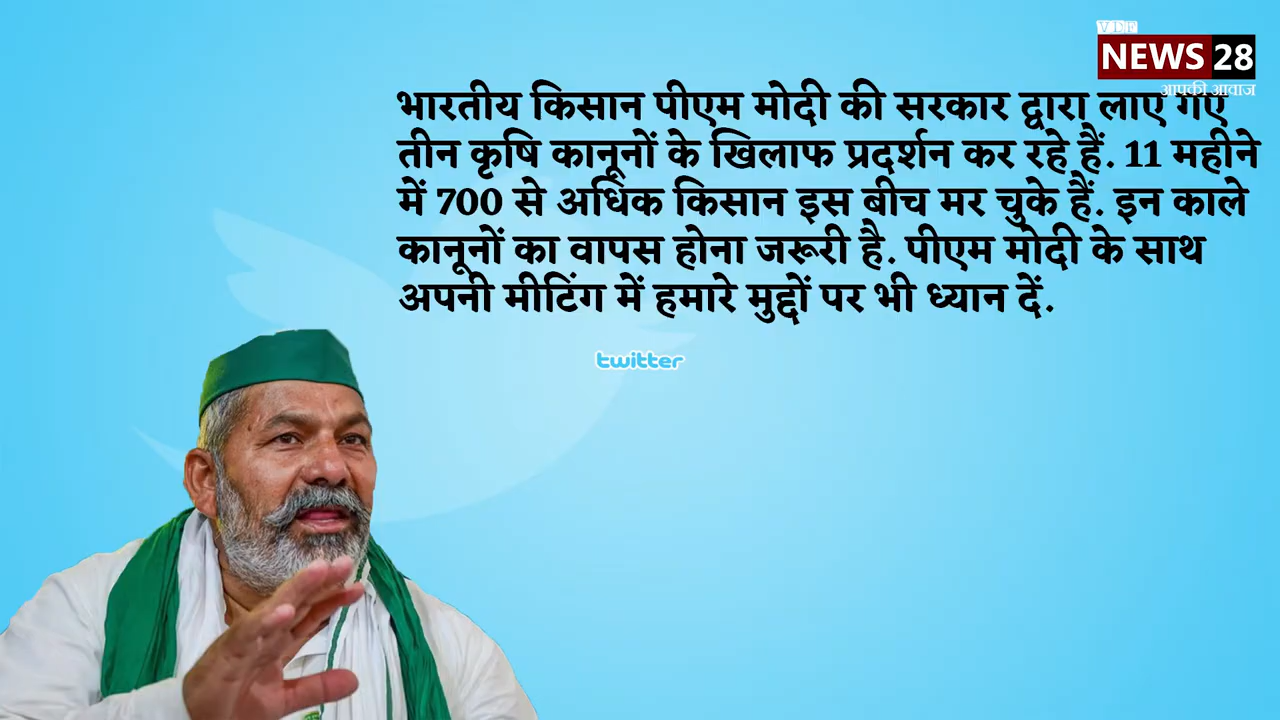 VDF
NEWS 28
आपकी आवाज
भारतीय किसान पीएम मोदी की सरकार द्वारा लाए गए
तीन कृषि कानूनों के खिलाफ प्रदर्शन कर रहे हैं. 11 महीने
में 700 से अधिक किसान इस बीच मर चुके हैं. इन काले
कानूनों का वापस होना जरूरी है. पीएम मोदी के साथ
अपनी मीटिंग में हमारे मुद्दों पर भी ध्यान दें.
twitter